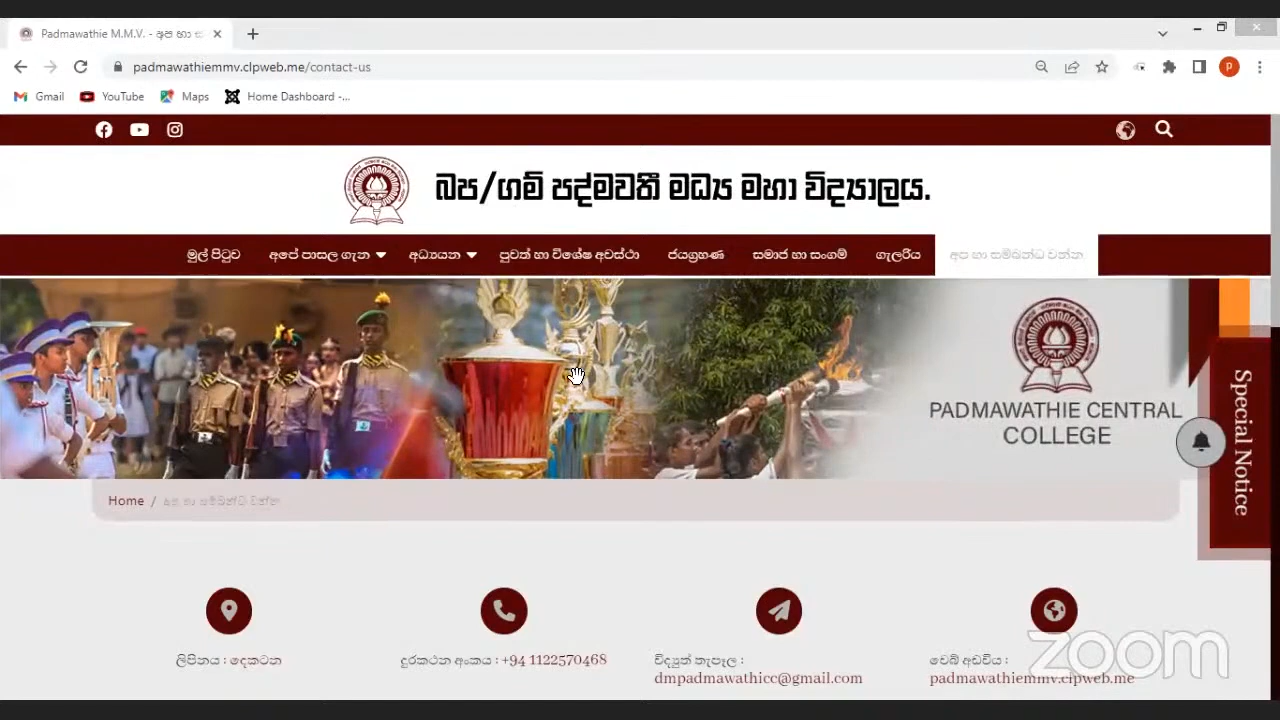 Padmawathie M.M.V. - අප හා ස
padmawathiemmv.clpweb.me/contact-us
Gmail YouTube Maps Home Dashboard -...
බප/ගම් පද්මවතී මධ්‍ය මහා විද්‍යාලය.
මුල් පිටුව අපේ පාසල ගැන අධ්‍යයන පුවත් හා විශේෂ අවස්ථා ජයග්‍රහණ සමාජ හා සංගම් ගැලරිය අප හා සම්බන්ධ වන්න
PADMAWATHIE CENTRAL
COLLEGE
Special Notice
Home / අප හා සම්බන්ධ වන්න
ලිපිනය : දෙකටන
දුරකථන අංකය : +94 1122570468
විද්‍යුත් තැපෑල :
dmpadmawathicc@gmail.com
වෙබ් අඩවිය :
padmawathiemmv.clpweb.me
zoom